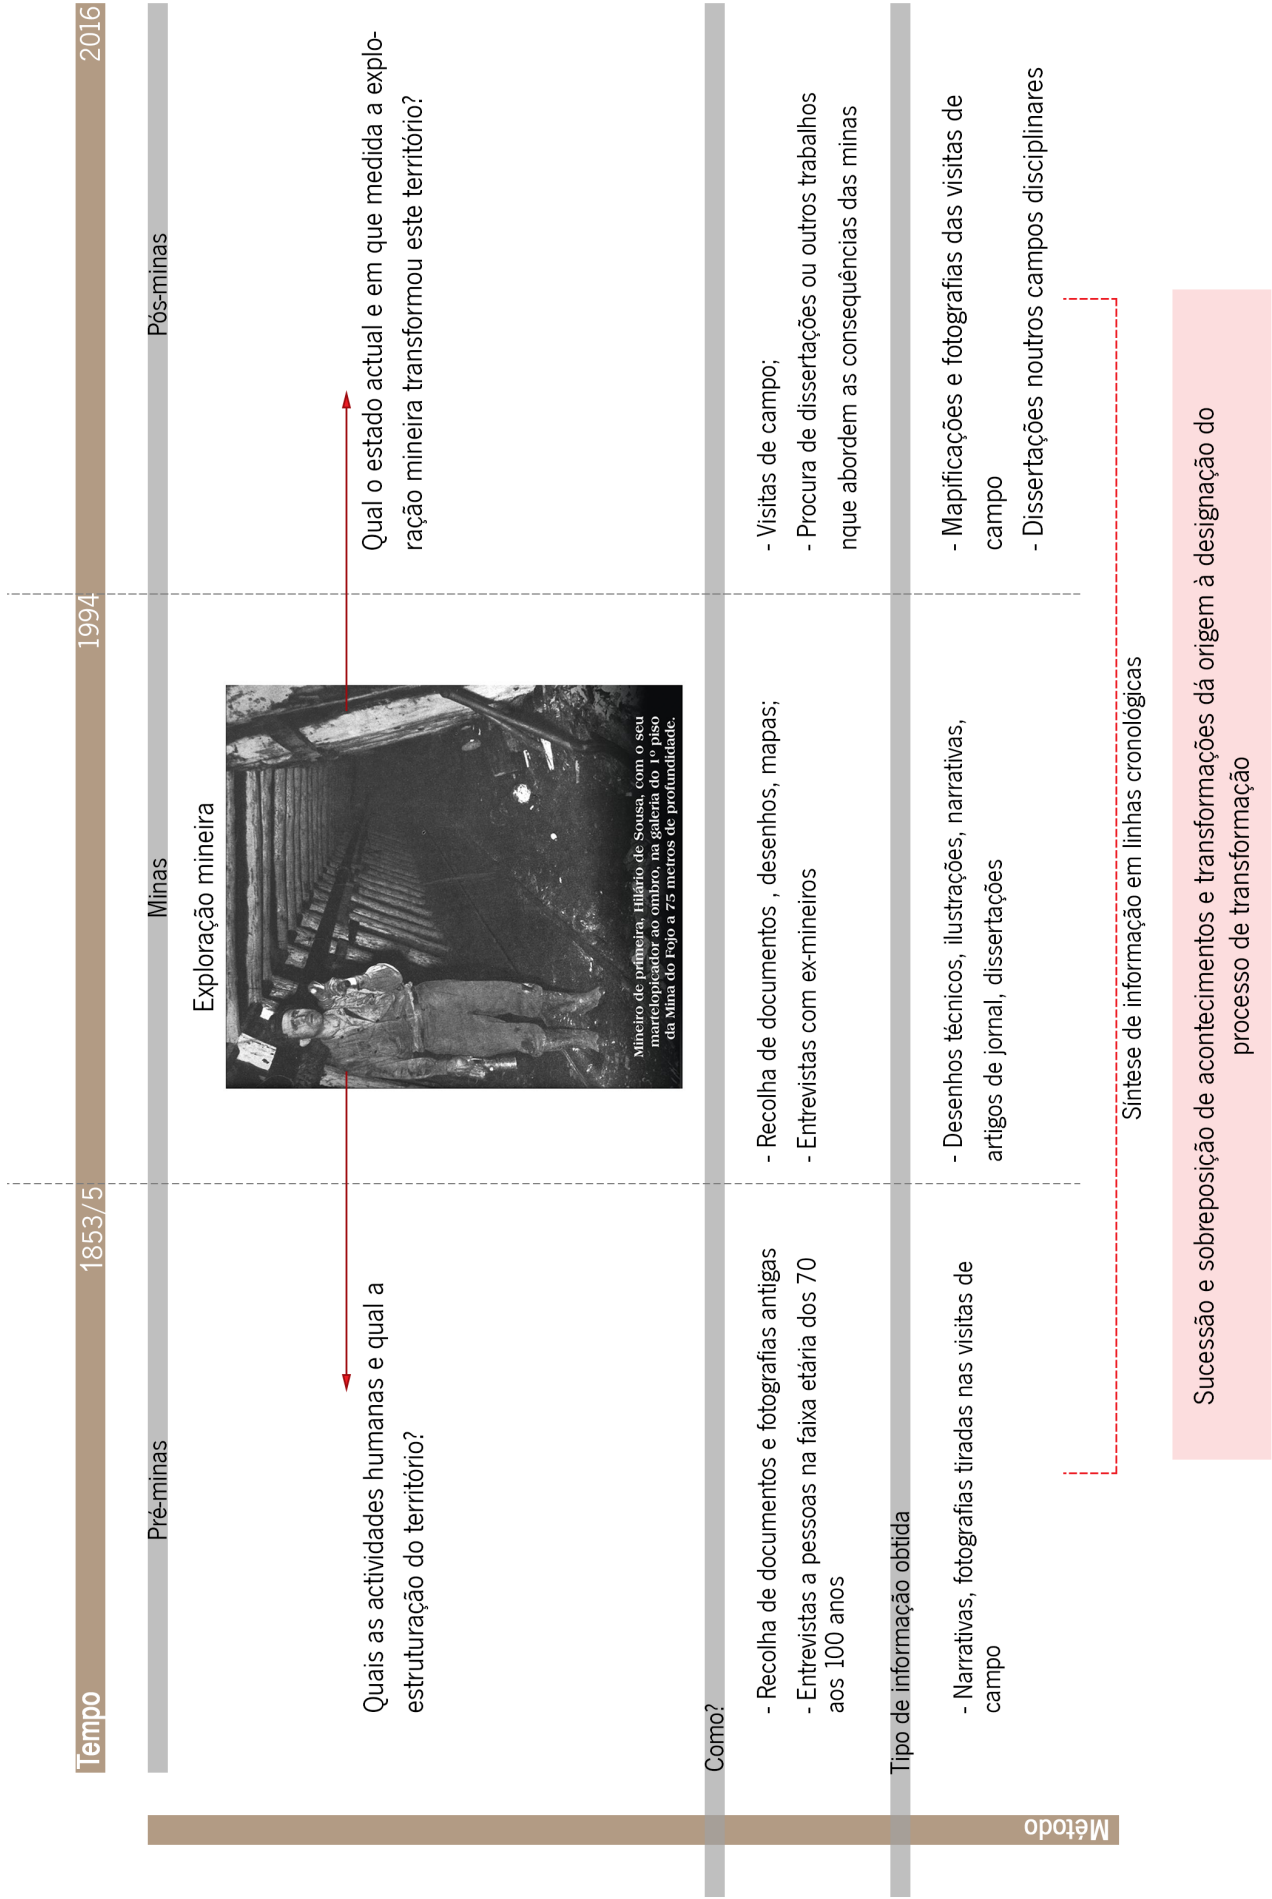 Tempo
1853/5
1994
2016
Pré-minas
Minas
Pós-minas
Exploração mineira
Quais as actividades humanas e qual a
estruturação do território?
Mineiro de primeira, Hilário de Sousa, com o seu
martelopicador ao ombro, na galeria do 1º piso
da Mina do Fojo a 75 metros de profundidade.
Qual o estado actual e em que medida a explo-
ração mineira transformou este território?
Como?
- Recolha de documentos e fotografias antigas
- Entrevistas a pessoas na faixa etária dos 70
aos 100 anos
- Recolha de documentos , desenhos, mapas;
- Entrevistas com ex-mineiros
- Visitas de campo;
- Procura de dissertações ou outros trabalhos
nque abordem as consequências das minas
Tipo de informação obtida
- Narrativas, fotografias tiradas nas visitas de
campo
- Desenhos técnicos, ilustrações, narrativas,
artigos de jornal, dissertações
- Mapificações e fotografias das visitas de
campo
- Dissertações noutros campos disciplinares
Método
Síntese de informação em linhas cronológicas
Sucessão e sobreposição de acontecimentos e transformações dá origem à designação do
processo de transformação